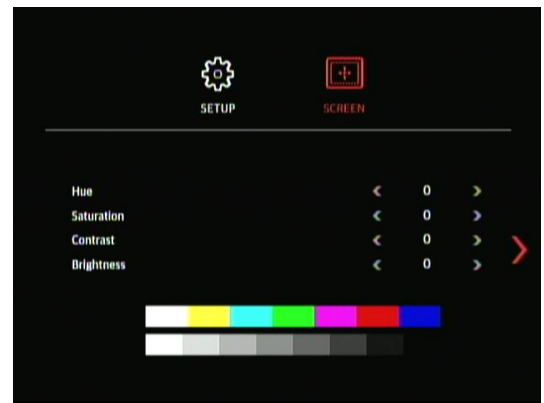 SETUP SCREEN
Hue 0
Saturation 0
Contrast 0
Brightness 0